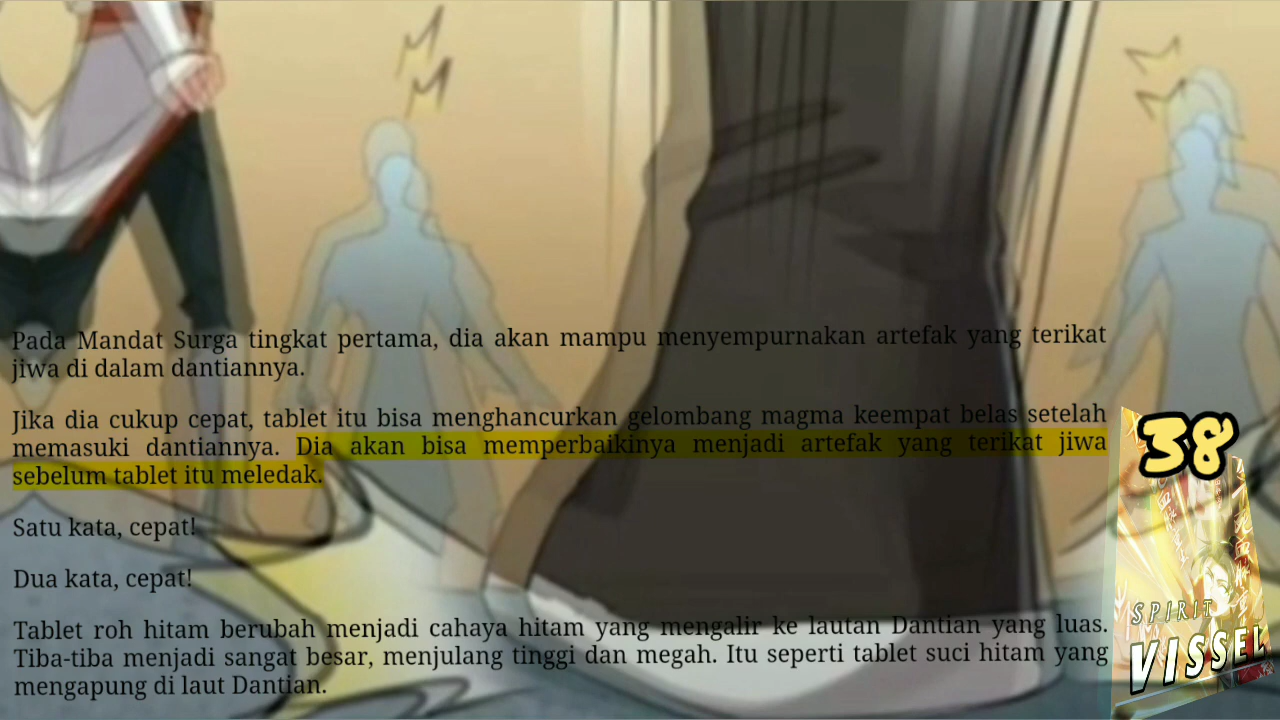 Pada Mandat Surga tingkat pertama, dia akan mampu menyempurnakan artefak yang terikat
jiwa di dalam dantiannya.
Jika dia cukup cepat, tablet itu bisa menghancurkan gelombang magma keempat belas setelah
memasuki dantiannya. Dia akan bisa memperbaikinya menjadi artefak yang terikat jiwa
sebelum tablet itu meledak.
Satu kata, cepat!
Dua kata, cepat!
Tablet roh hitam berubah menjadi cahaya hitam yang mengalir ke lautan Dantian yang luas.
Tiba-tiba menjadi sangat besar, menjulang tinggi dan megah. Itu seperti tablet suci hitam yang
mengapung di laut Dantian.
38
SPIRIT
VISSEL